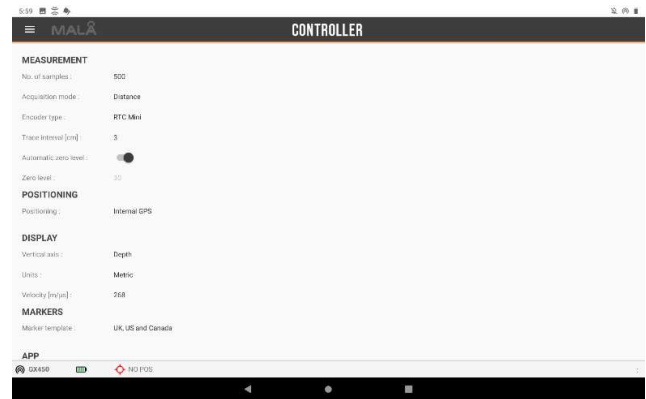 5:59
MALÅ
CONTROLLER
MEASUREMENT
No. of samples : 500
Acquisition mode : Distance
Encoder type : RTC Mini
Trace interval [cm] : 3
Automatic zero level :
Zero level : 30
POSITIONING
Positioning : Internal GPS
DISPLAY
Vertical axis : Depth
Units : Metric
Velocity [m/µs] : 268
MARKERS
Marker template : UK, US and Canada
APP
GX450 NO POS